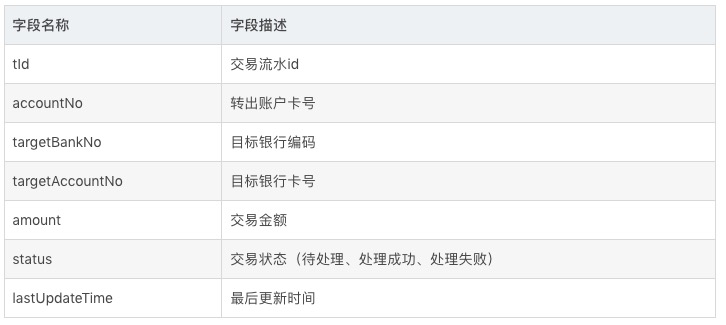 字段名称 字段描述
tId 交易流水id
accountNo 转出账户卡号
targetBankNo 目标银行编码
targetAccountNo 目标银行卡号
amount 交易金额
status 交易状态（待处理、处理成功、处理失败）
lastUpdateTime 最后更新时间